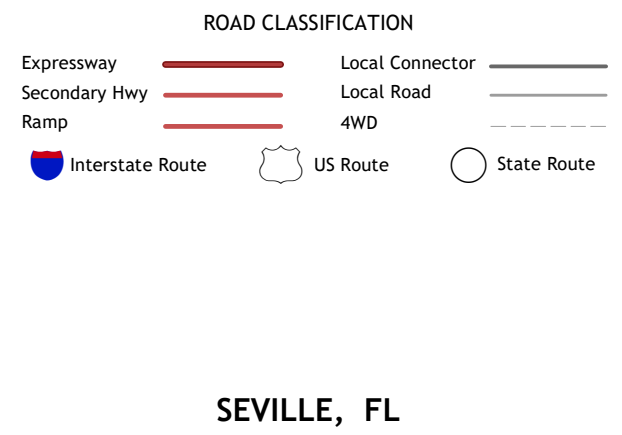 ROAD CLASSIFICATION
Expressway
Local Connector
Secondary Hwy
Local Road
Ramp
4WD
Interstate Route
US Route
State Route
SEVILLE, FL